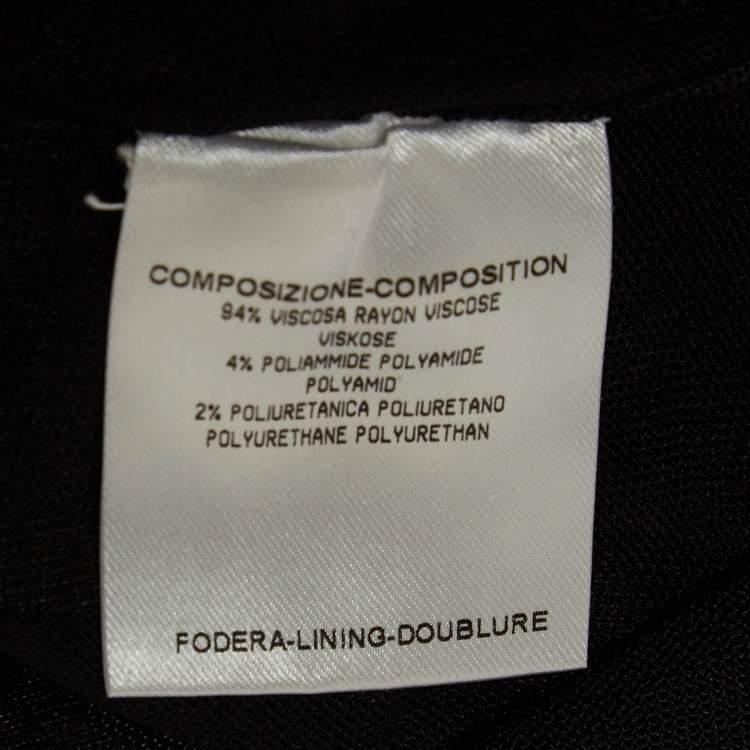 COMPOSIZIONE-COMPOSITION
94% VISCOSA RAYON VISCOSE
VISKOSE
4% POLIAMMIDE POLYAMIDE
POLYAMID
2% POLIURETANICA POLIURETANO
POLYURETHANE POLYURETHAN
FODERA-LINING-DOUBLURE